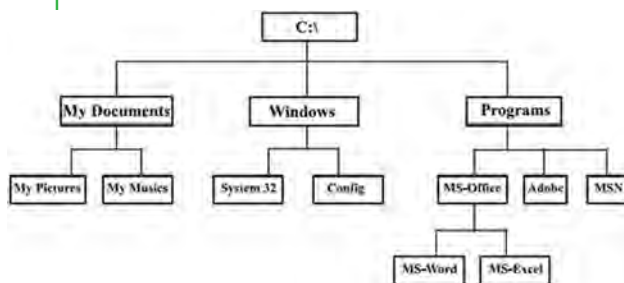 C:\
My Documents Windows Programs
My Pictures My Musics System 32 Config MS-Office Adobe MSN
MS-Word MS-Excel